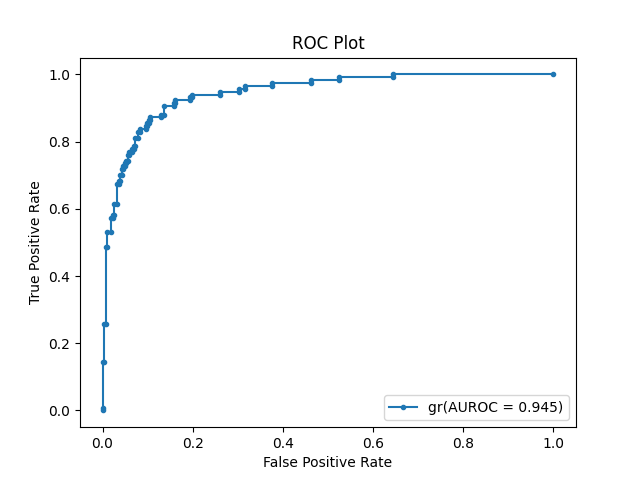 ROC Plot
True Positive Rate
1.0
0.8
0.6
0.4
0.2
0.0
gr(AUROC = 0.945)
0.0 0.2 0.4 0.6 0.8 1.0
False Positive Rate